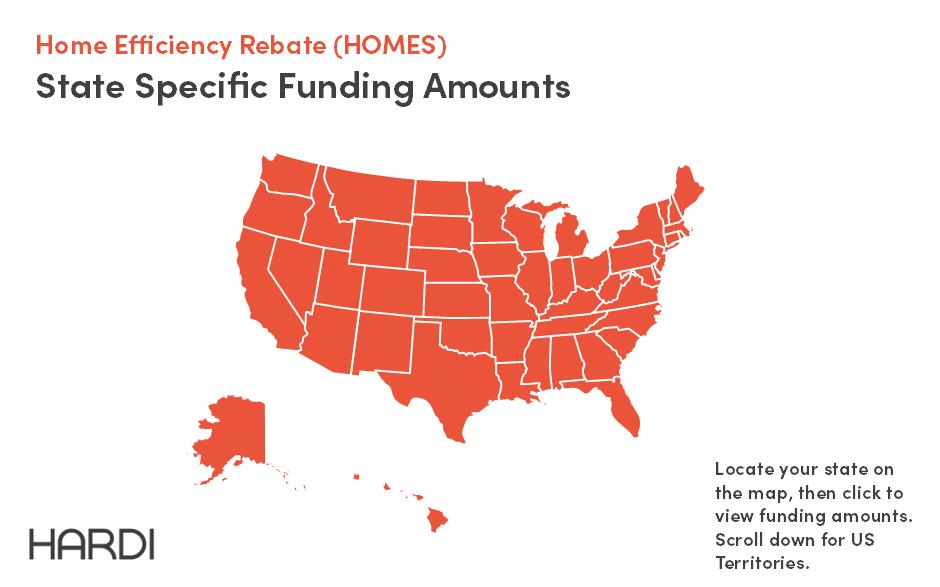 Home Efficiency Rebate (HOMES)
State Specific Funding Amounts
Locate your state on
the map, then click to
view funding amounts.
Scroll down for US
Territories.
HARDI